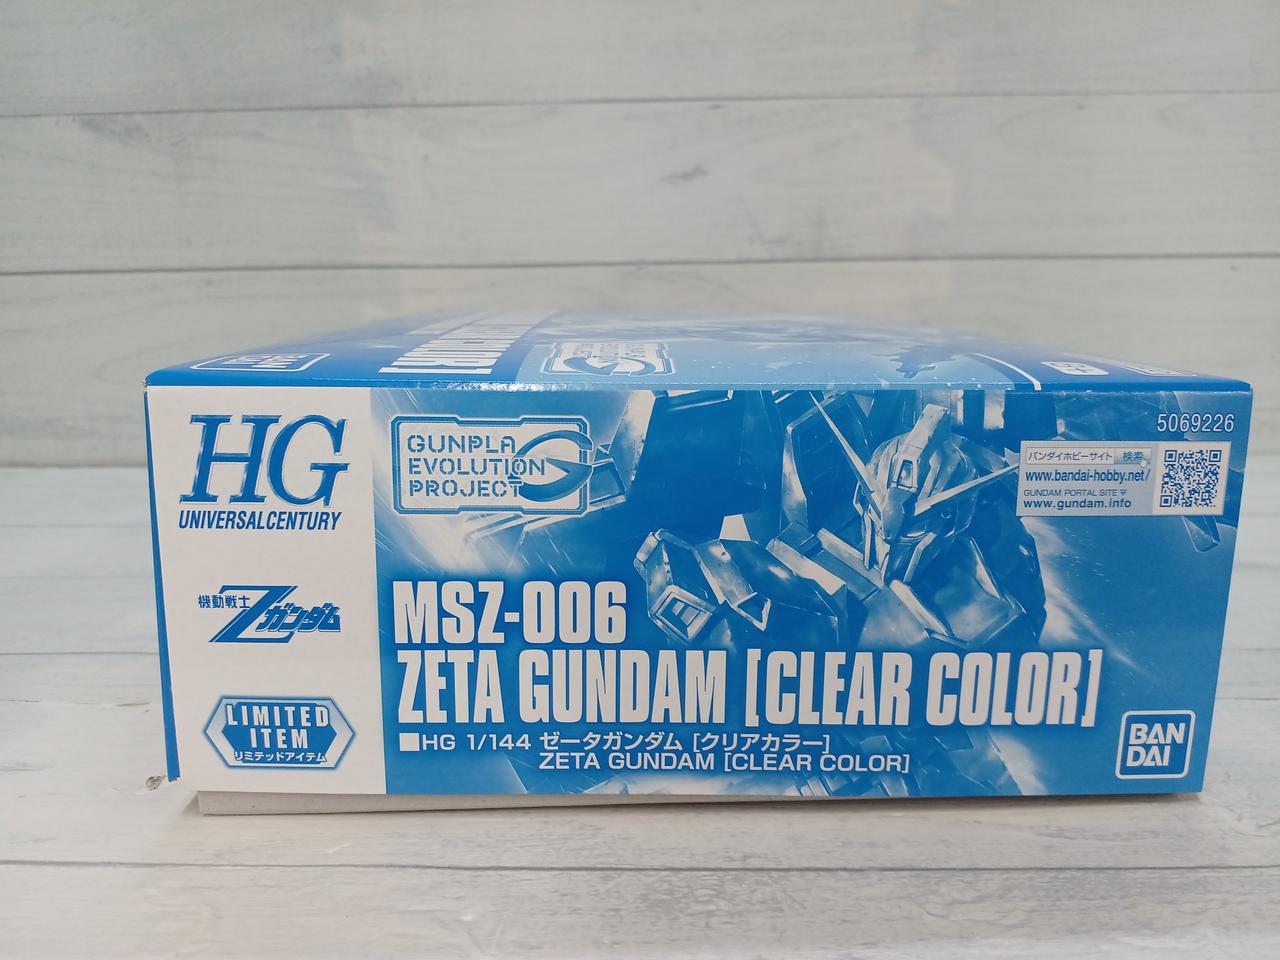 HG
UNIVERSAL CENTURY
機動戦士
Zガンダム
LIMITED
ITEM
リミテッドアイテム
GUNPLA
EVOLUTION
PROJECT
MSZ-006
ZETA GUNDAM [CLEAR COLOR]
■HG 1/144 ゼータガンダム [クリアカラー]
ZETA GUNDAM [CLEAR COLOR]
5069226
バンダイホビーサイト 検索
www.bandai-hobby.net/
GUNDAM PORTAL SITE
www.gundam.info
BAN
DAI